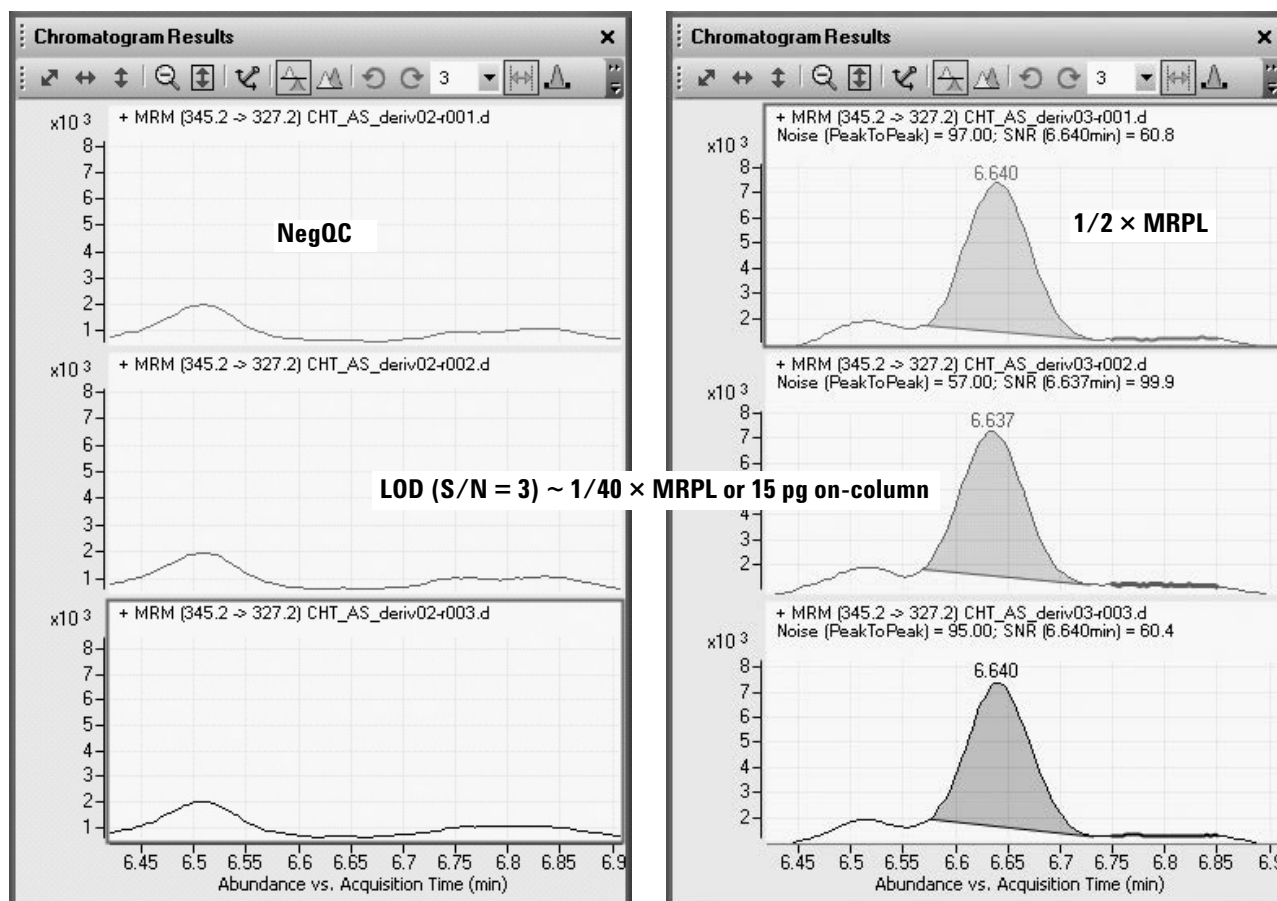 Chromatogram Results
3
+ MRM (345.2 -> 327.2) CHT_AS_deriv02-r001.d
x10 3
8
7
6
5
4
3
2
1
NegQC
+ MRM (345.2 -> 327.2) CHT_AS_deriv02-r002.d
x10 3
8
7
6
5
4
3
2
1
+ MRM (345.2 -> 327.2) CHT_AS_deriv02-r003.d
x10 3
8
7
6
5
4
3
2
1
6.45 6.5 6.55 6.6 6.65 6.7 6.75 6.8 6.85 6.9
Abundance vs. Acquisition Time (min)
LOD (S/N = 3) ~ 1/40 × MRPL or 15 pg on-column
Chromatogram Results
3
+ MRM (345.2 -> 327.2) CHT_AS_deriv03-r001.d
Noise (PeakToPeak) = 97.00; SNR (6.640min) = 60.8
x10 3
8
7
6
5
4
3
2
6.640
1/2 × MRPL
+ MRM (345.2 -> 327.2) CHT_AS_deriv03-r002.d
Noise (PeakToPeak) = 57.00; SNR (6.637min) = 99.9
x10 3
8
7
6
4
3
2
6.637
+ MRM (345.2 -> 327.2) CHT_AS_deriv03-r003.d
Noise (PeakToPeak) = 95.00; SNR (6.640min) = 60.4
x10 3
8
7
6
5
4
3
2
6.640
6.45 6.5 6.55 6.6 6.65 6.7 6.75 6.8 6.85
Abundance vs. Acquisition Time (min)